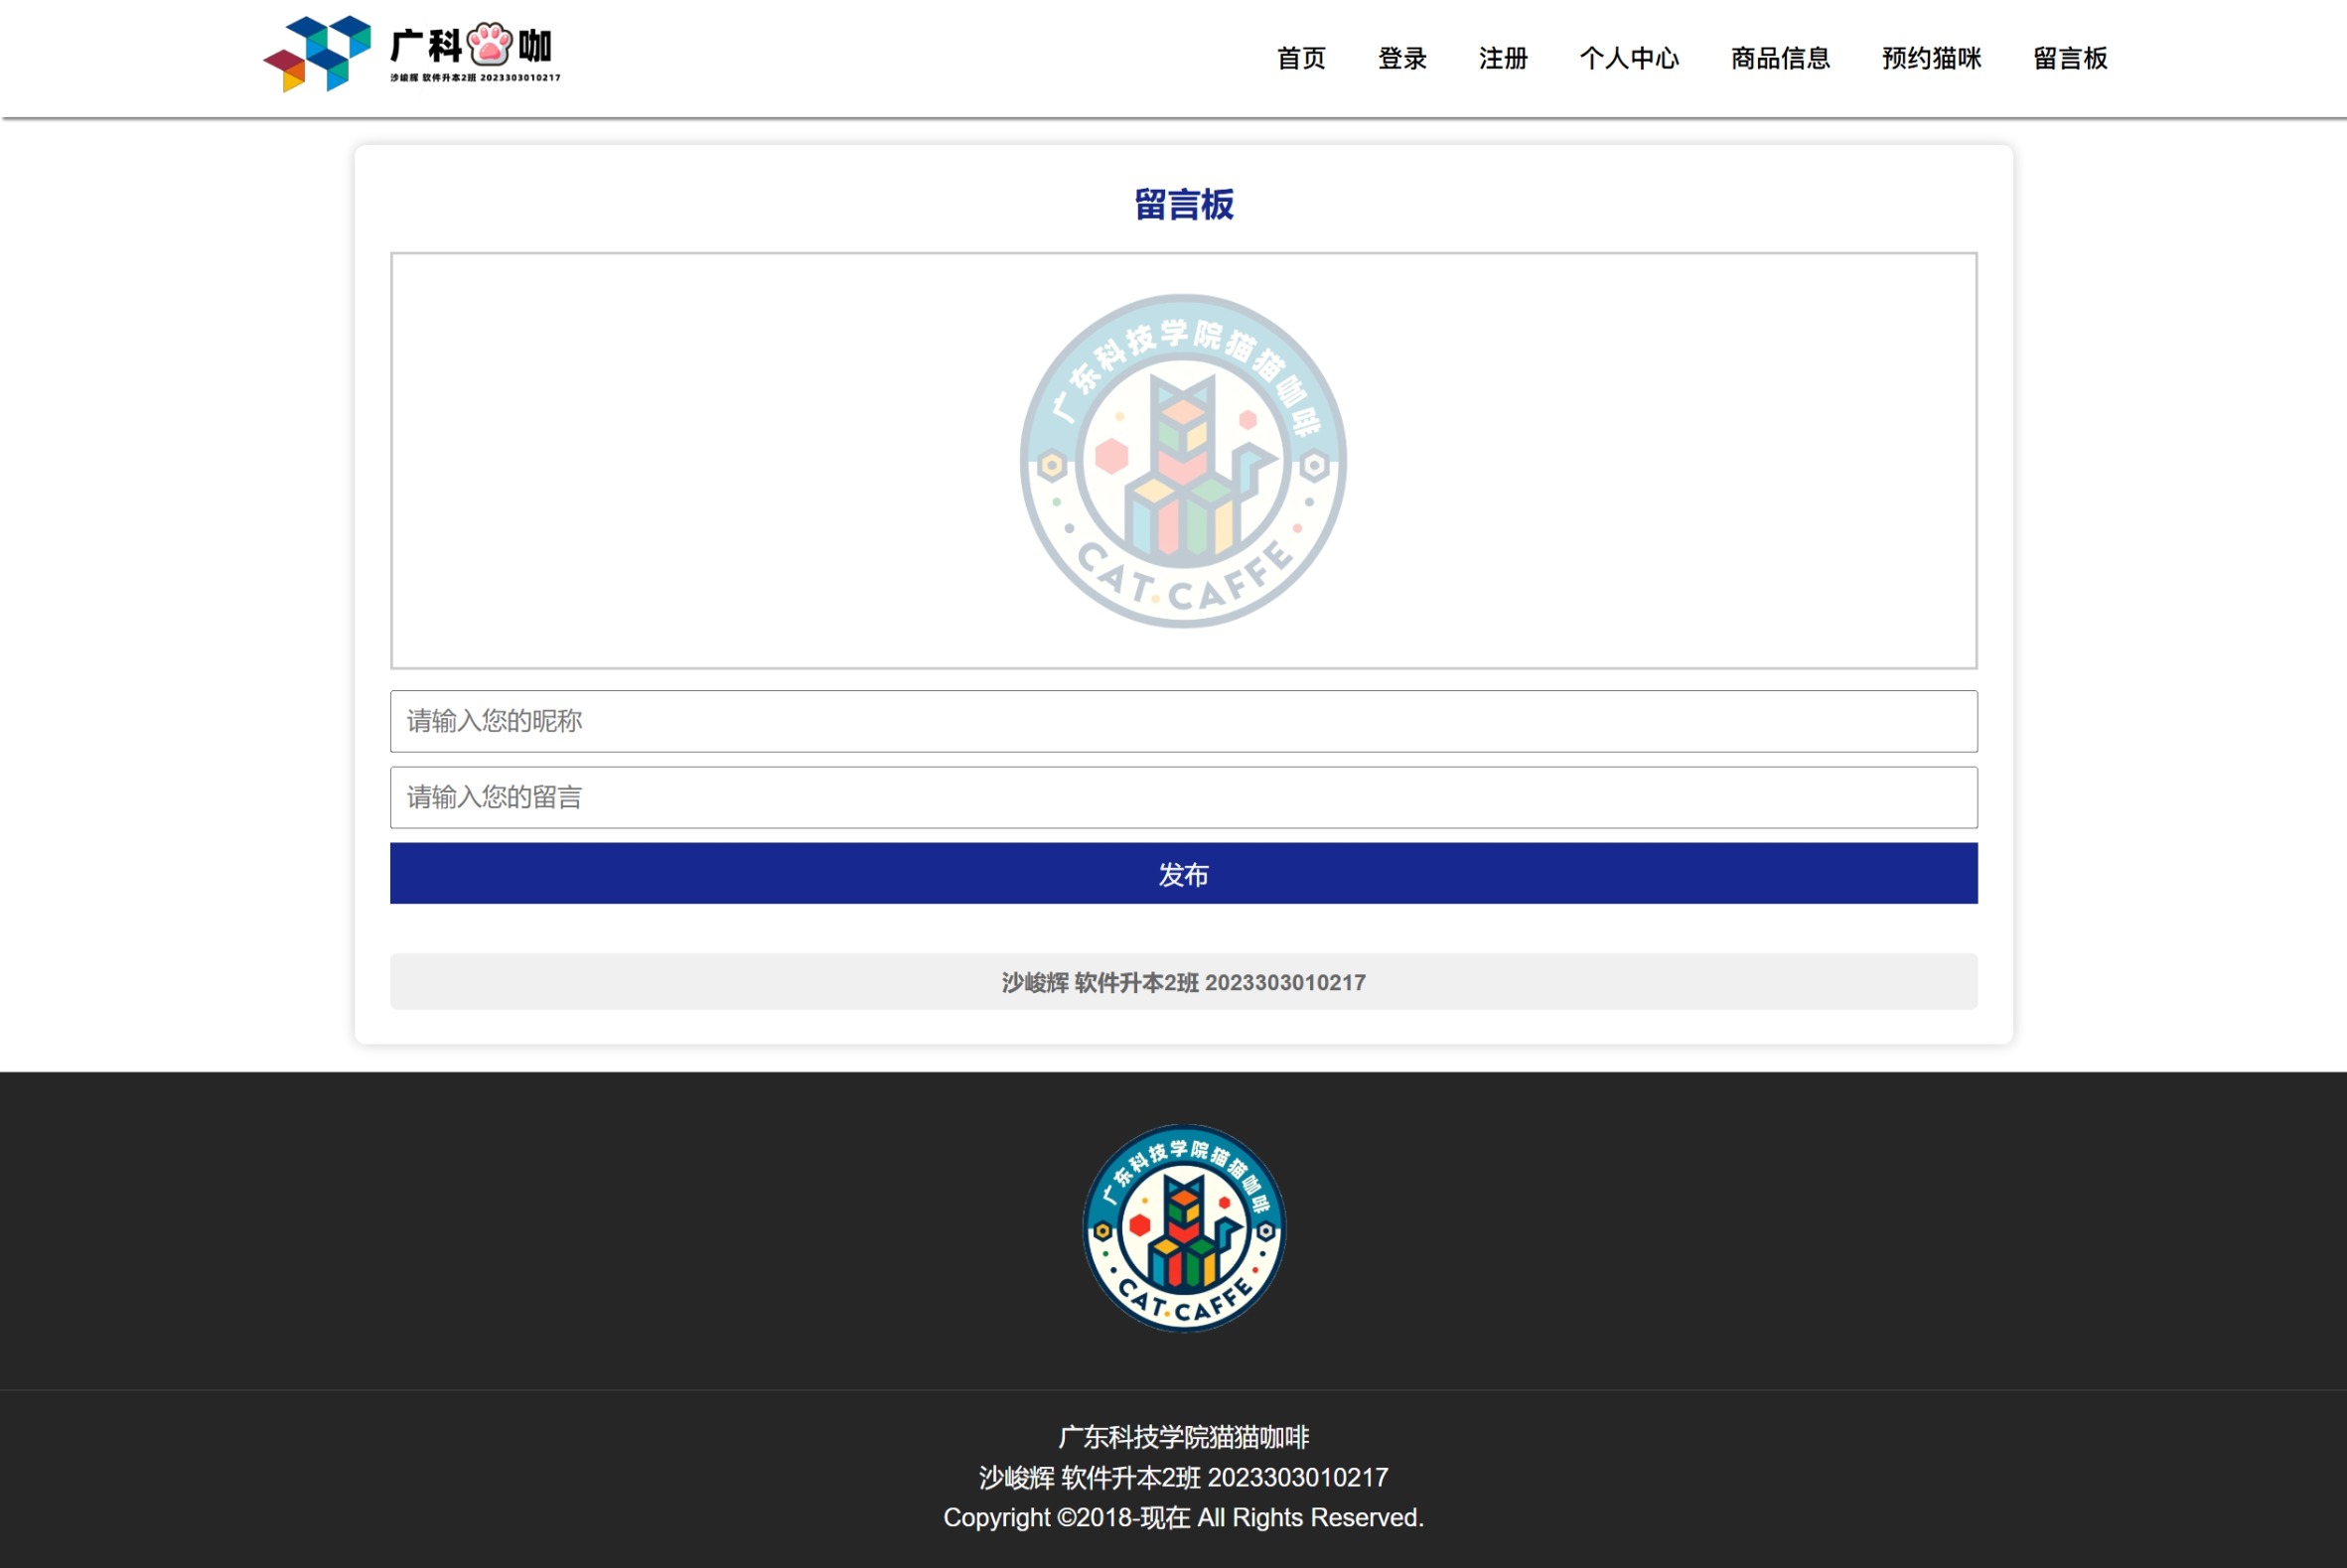 广科咖
沙峻辉 软件升本2班 2023303010217
首页 登录 注册 个人中心 商品信息 预约猫咪 留言板
留言板
广东科技学院猫猫咖啡
CAT. CAFFE
请输入您的昵称
请输入您的留言
发布
沙峻辉 软件升本2班 2023303010217
广东科技学院猫猫咖啡
CAT. CAFFE
广东科技学院猫猫咖啡
沙峻辉 软件升本2班 2023303010217
Copyright ©2018-现在 All Rights Reserved.